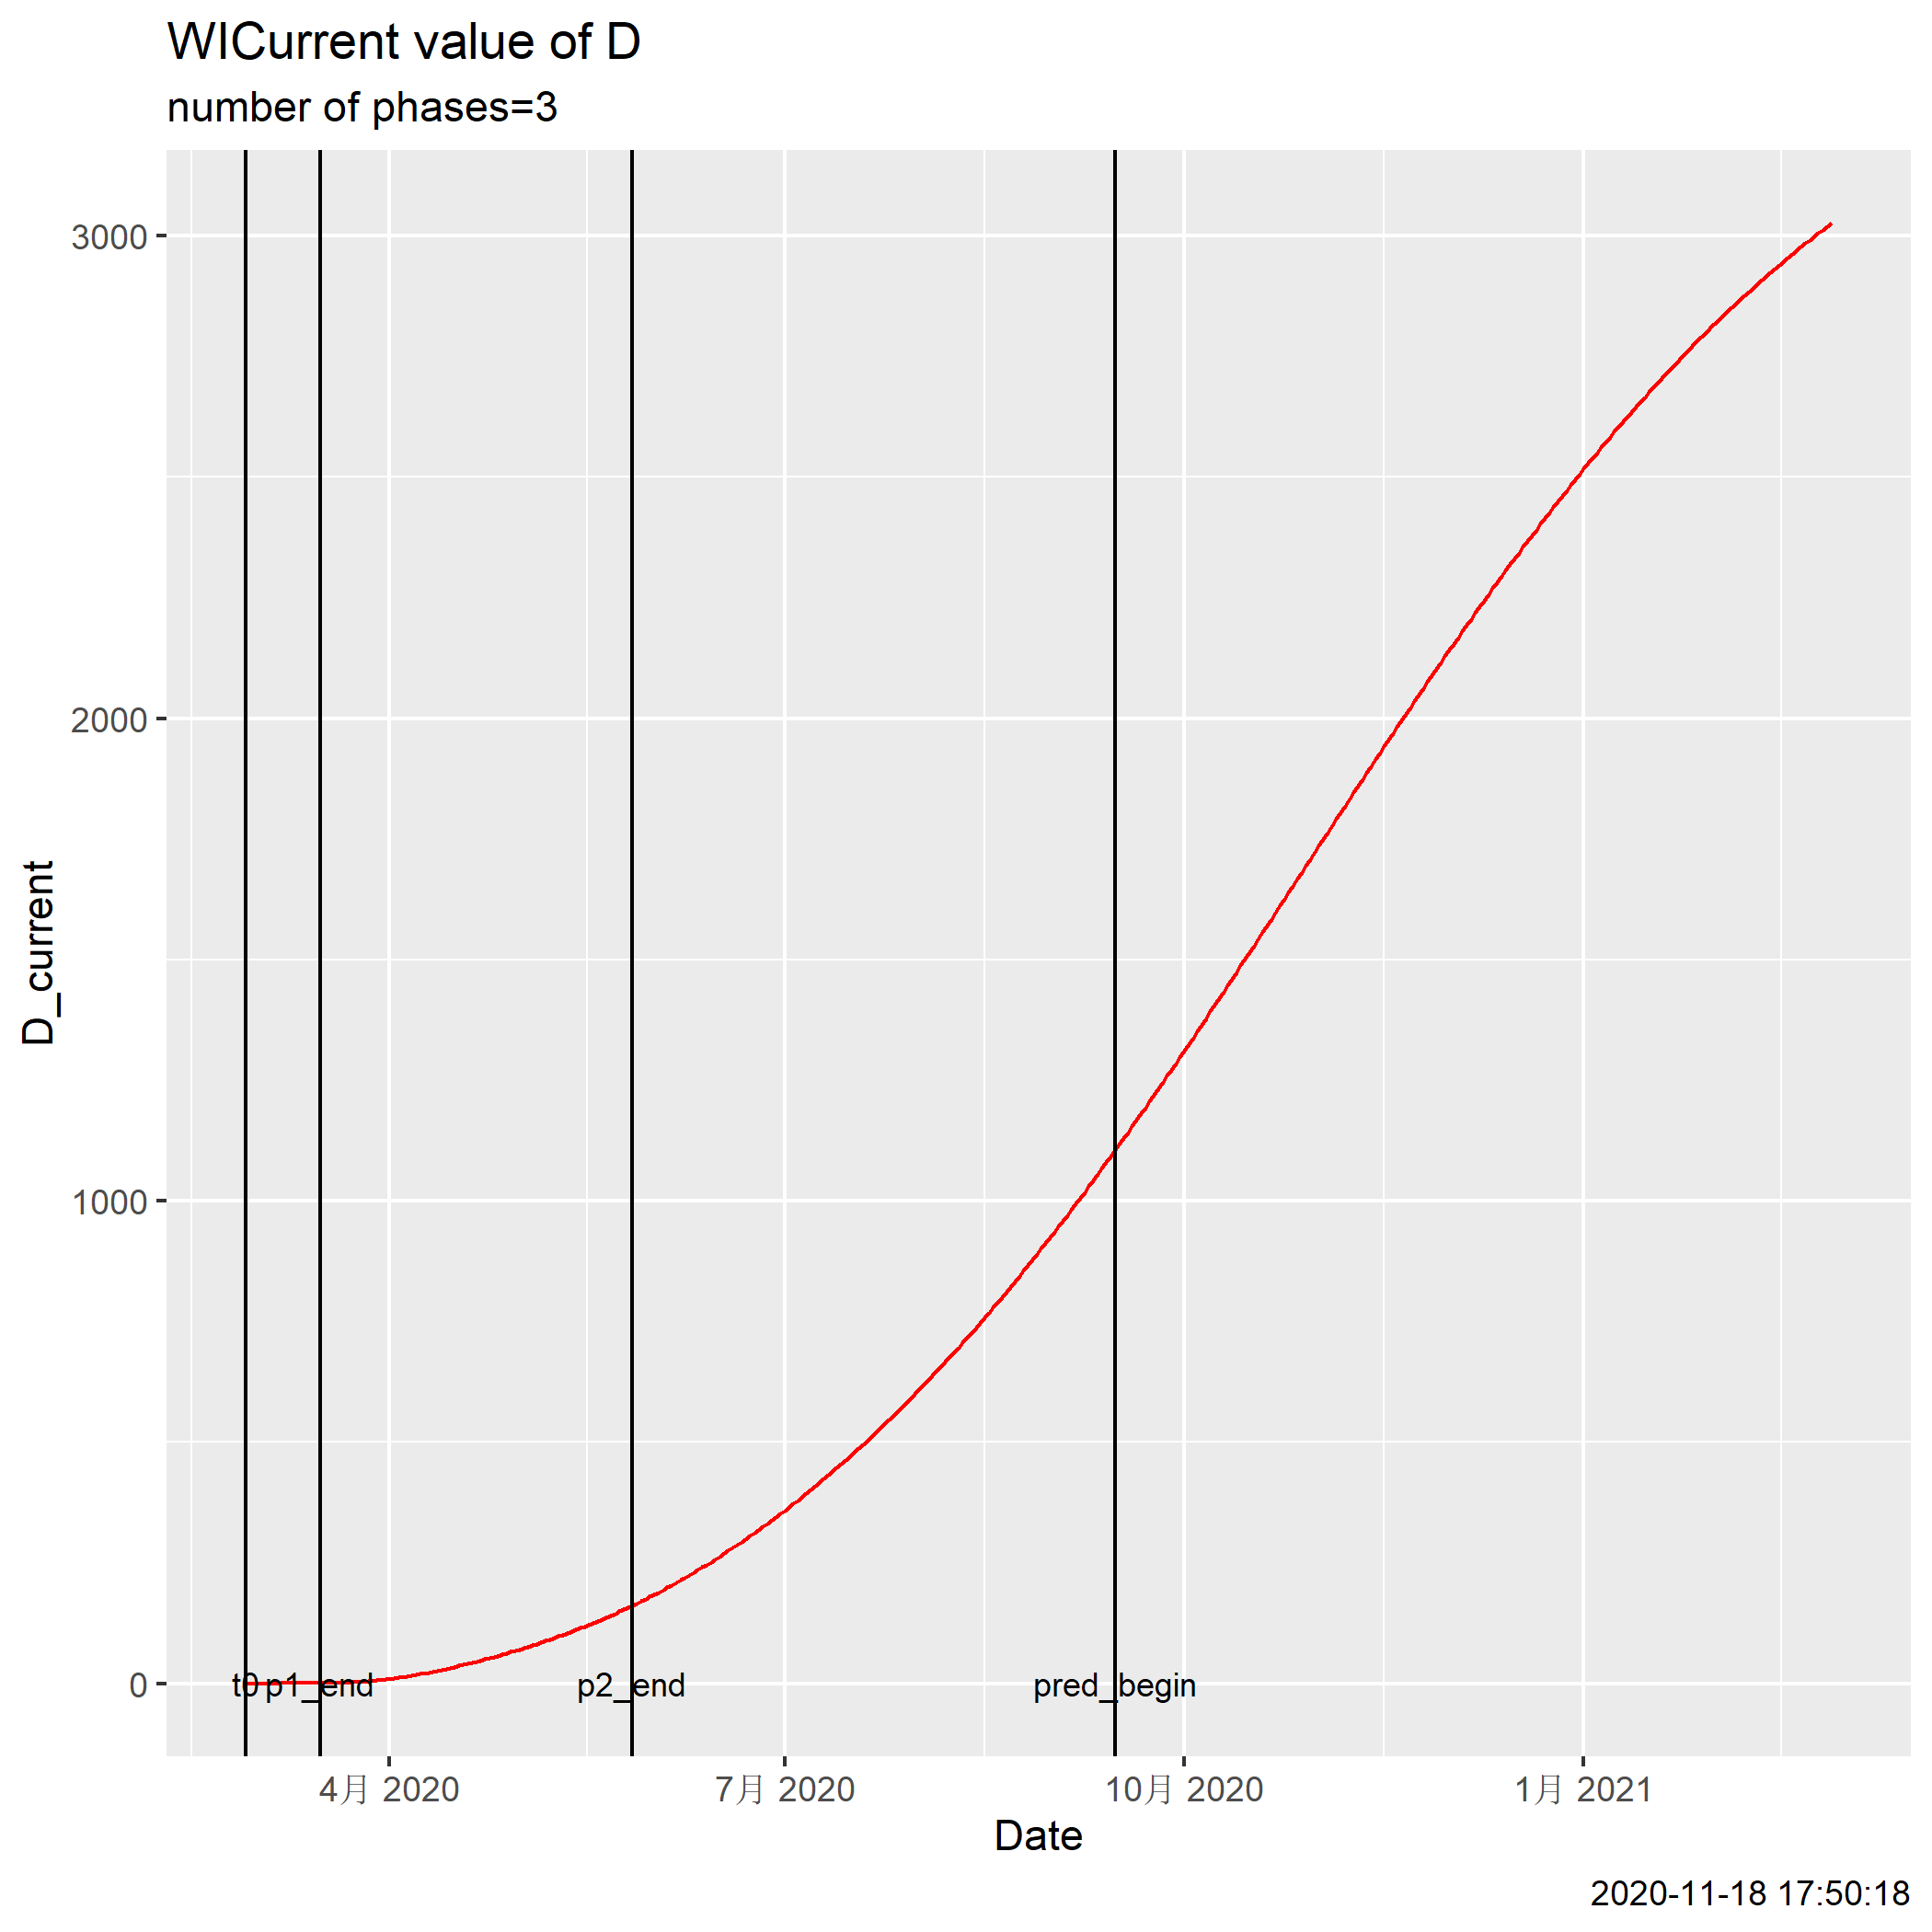 WICurrent value of D
number of phases=3
3000
2000
1000
0
D_current
t0 p1_end p2_end pred_begin
4月 2020 7月 2020 10月 2020 1月 2021
Date
2020-11-18 17:50:18